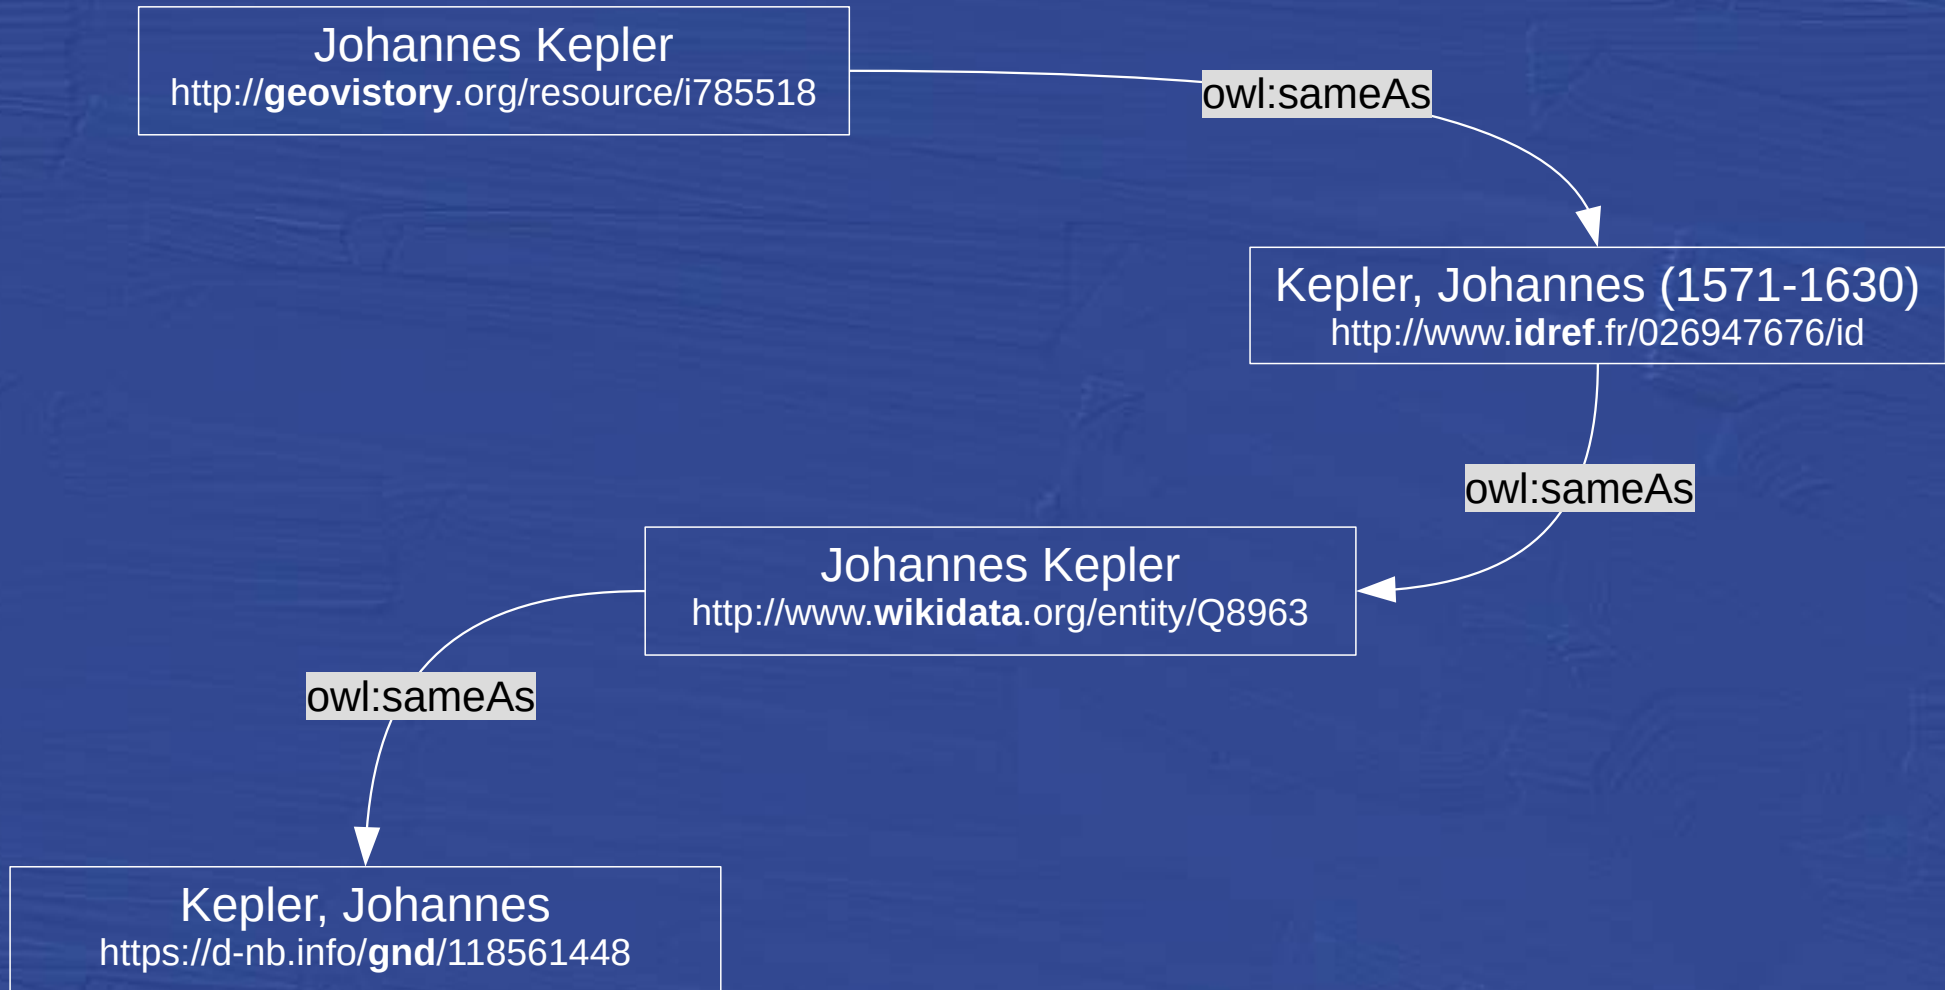 Johannes Kepler
http://geovistory.org/resource/i785518
owl:sameAs
Kepler, Johannes (1571-1630)
http://www.idref.fr/026947676/id
owl:sameAs
Johannes Kepler
http://www.wikidata.org/entity/Q8963
owl:sameAs
Kepler, Johannes
https://d-nb.info/gnd/118561448